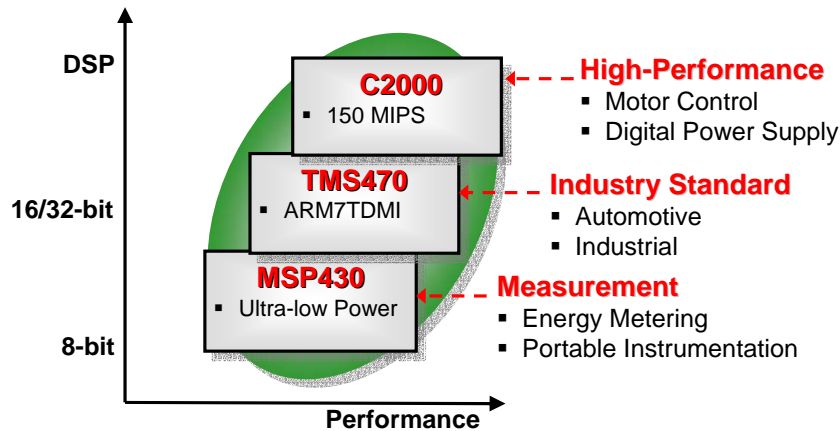 DSP
C2000
▪ 150 MIPS
High-Performance
▪ Motor Control
▪ Digital Power Supply
16/32-bit
TMS470
▪ ARM7TDMI
Industry Standard
▪ Automotive
▪ Industrial
8-bit
MSP430
▪ Ultra-low Power
Measurement
▪ Energy Metering
▪ Portable Instrumentation
Performance